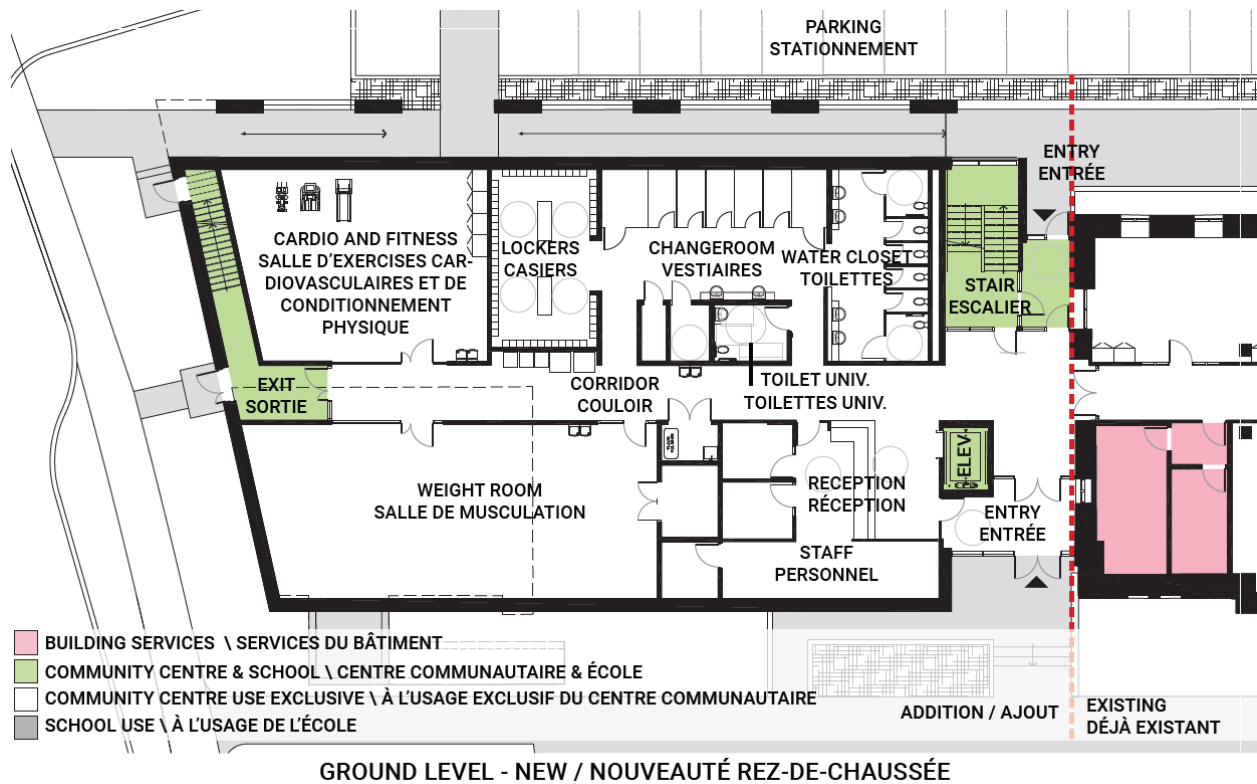 PARKING
STATIONNEMENT
ENTRY
ENTRÉE
CARDIO AND FITNESS
SALLE D'EXERCISES CAR-
DIOVASCULAIRES ET DE
CONDITIONNEMENT
PHYSIQUE
LOCKERS
CASIERS
CHANGEROOM
VESTIAIRES
WATER CLOSET
TOILETTES
STAIR
ESCALIER
EXIT
SORTIE
CORRIDOR
COULOIR
TOILET UNIV.
TOILETTES UNIV.
ELEV
WEIGHT ROOM
SALLE DE MUSCULATION
RECEPTION
RÉCEPTION
ENTRY
ENTRÉE
STAFF
PERSONNEL
BUILDING SERVICES \ SERVICES DU BÂTIMENT
COMMUNITY CENTRE & SCHOOL \ CENTRE COMMUNAUTAIRE & ÉCOLE
COMMUNITY CENTRE USE EXCLUSIVE \ À L'USAGE EXCLUSIF DU CENTRE COMMUNAUTAIRE
SCHOOL USE \ À L'USAGE DE L'ÉCOLE
ADDITION / AJOUT
EXISTING
DÉJÀ EXISTANT
GROUND LEVEL - NEW / NOUVEAUTÉ REZ-DE-CHAUSSÉE